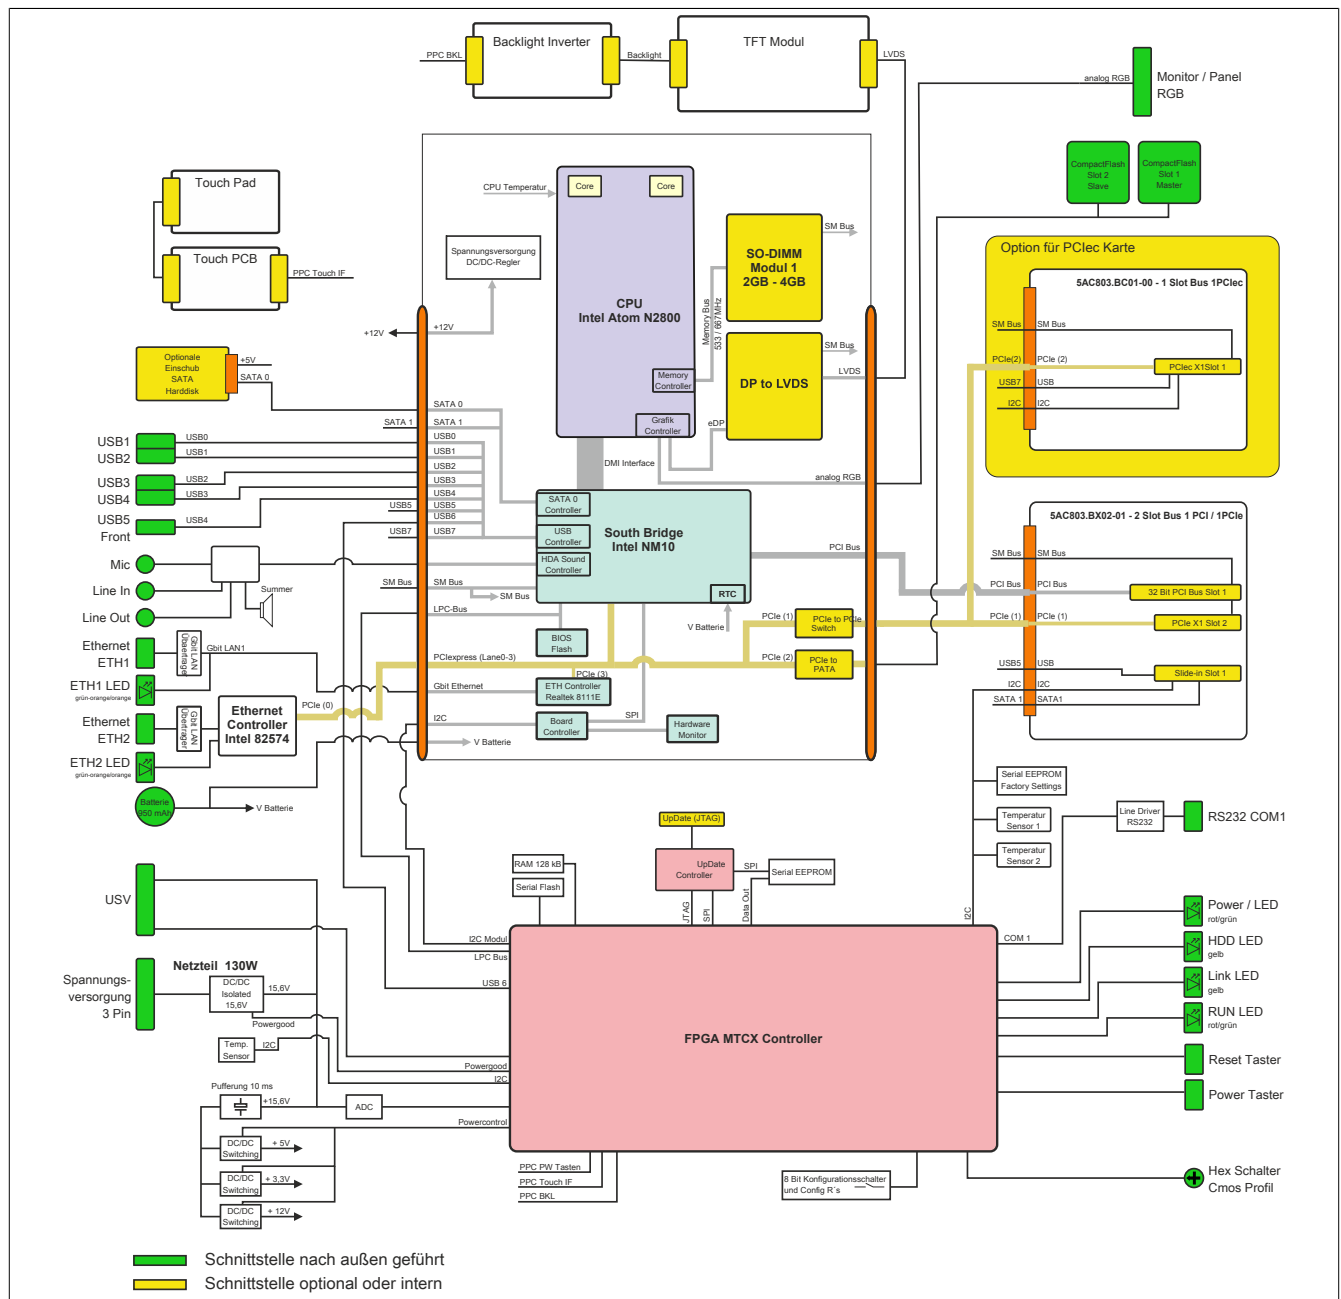 Backlight Inverter
TFT Modul
PPC BKL
Backlight
LVDS
analog RGB
Monitor / Panel
RGB
CompactFlash
Slot 2
Slave
CompactFlash
Slot 1
Master
Touch Pad
Touch PCB
PPC Touch IF
CPU Temperatur
Core
Core
Spannungsversorgung
DC/DC-Regler
CPU
Intel Atom N2800
Memory Bus
533 / 667MHz
SO-DIMM
Modul 1
2GB - 4GB
SM Bus
+12V
+12V
Memory
Controller
Grafik
Controller
DP to LVDS
SM Bus
LVDS
eDP
DMI Interface
analog RGB
Option für PCIec Karte
5AC803.BC01-00 - 1 Slot Bus 1PCIec
SM Bus
SM Bus
PCIe(2)
PCIe (2)
PCIec X1Slot 1
USB7
USB
I2C
I2C
Optionale
Einschub
SATA
Harddisk
+5V
SATA 0
SATA 0
SATA 1
SATA 1
USB1
USB0
USB0
USB2
USB1
USB1
USB3
USB2
USB2
USB4
USB3
USB3
USB5
Front
USB4
USB4
USB5
USB5
USB6
USB7
USB7
SATA 0
Controller
USB
Controller
HDA Sound
Controller
South Bridge
Intel NM10
RTC
PCI Bus
V Batterie
Mic
Line In
Line Out
Summer
SM Bus
SM Bus
SM Bus
LPC-Bus
BIOS
Flash
5AC803.BX02-01 - 2 Slot Bus 1 PCI / 1PCIe
SM Bus
SM Bus
PCI Bus
PCI Bus
32 Bit PCI Bus Slot 1
PCIe (1)
PCIe (1)
PCIe X1 Slot 2
USB5
USB
Slide-in Slot 1
I2C
I2C
SATA 1
SATA1
PCIe (1)
PCIe to PCIe
Switch
PCIe (2)
PCIe to
PATA
PCIexpress (Lane0-3)
PCIe (3)
Ethernet
ETH1
Gbit LAN
Übaerträger
Gbit LAN1
ETH1 LED
grün-orange/orange
Gbit Ethernet
ETH Controller
Realtek 8111E
PCIe (0)
Ethernet
ETH2
Gbit LAN
Übertrager
Ethernet
Controller
Intel 82574
I2C
Board
Controller
SPI
Hardware
Monitor
V Batterie
ETH2 LED
grün-orange/orange
Batterie
950 mAh
V Batterie
Serial EEPROM
Factory Settings
Temperatur
Sensor 1
Temperatur
Sensor 2
Line Driver
RS232
RS232 COM1
UpDate (JTAG)
UpDate
Controller
SPI
Serial EEPROM
RAM 128 kB
Serial Flash
JTAG
SPI
Data Out
I2C
USV
I2C Modul
LPC Bus
USB 6
COM 1
Power / LED
rot/grün
HDD LED
gelb
Link LED
gelb
RUN LED
rot/grün
Reset Taster
Power Taster
Netzteil 130W
Spannungs-
versorgung
3 Pin
DC/DC
Isolated
15,6V
15,6V
Powergood
Temp.
Sensor
I2C
FPGA MTCX Controller
Powergood
I2C
Pufferung 10 ms
+15,6V
ADC
Powercontrol
DC/DC
Switching
+ 5V
DC/DC
Switching
+ 3,3V
DC/DC
Switching
+ 12V
PPC PW Tasten
PPC Touch IF
PPC BKL
8 Bit Konfigurationsschalter
und Config R´s
Hex Schalter
Cmos Profil
Schnittstelle nach außen geführt
Schnittstelle optional oder intern